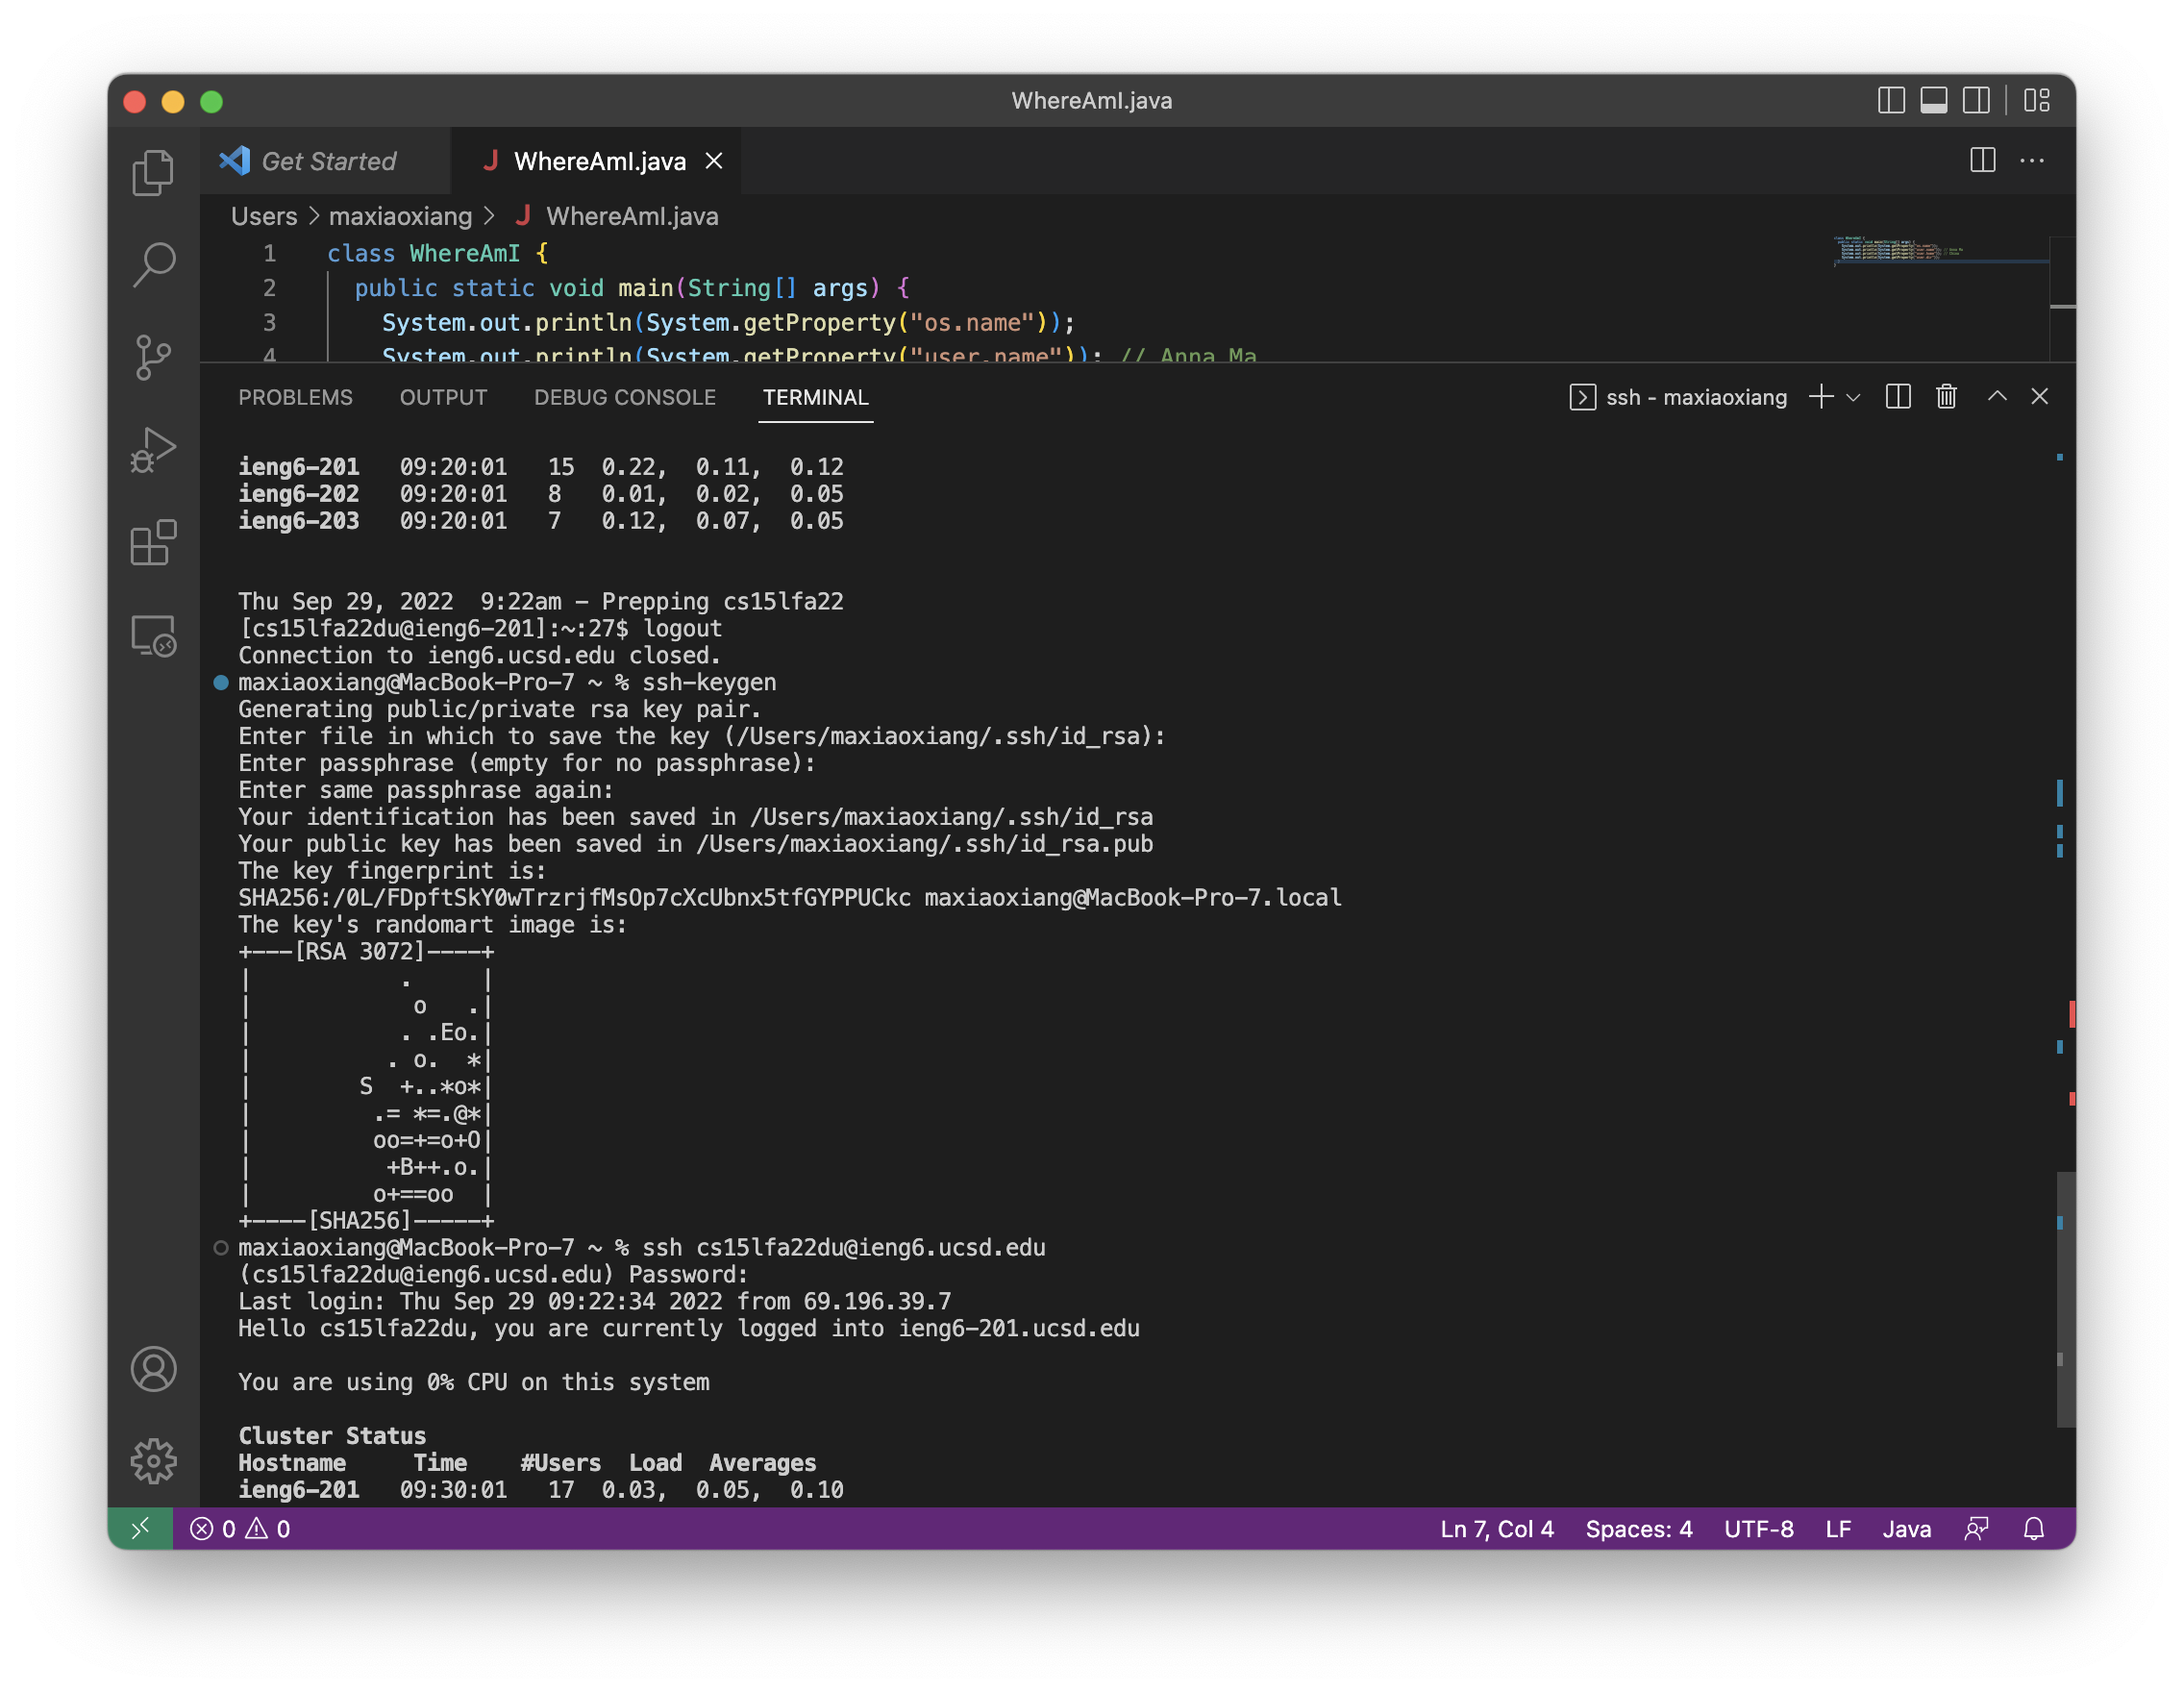 WhereAmI.java
Get Started
WhereAmI.java
Users > maxiaoxiang > J WhereAmI.java
1 class WhereAmI {
2 public static void main(String[] args) {
3 System.out.println(System.getProperty("os.name"));
4 System.out.println(System.getProperty("user.name")); // Anna Ma
PROBLEMS OUTPUT DEBUG CONSOLE TERMINAL ssh - maxiaoxiang
ieng6-201 09:20:01 15 0.22, 0.11, 0.12
ieng6-202 09:20:01 8 0.01, 0.02, 0.05
ieng6-203 09:20:01 7 0.12, 0.07, 0.05
Thu Sep 29, 2022 9:22am - Prepping cs15lfa22
[cs15lfa22du@ieng6-201]:~:27$ logout
Connection to ieng6.ucsd.edu closed.
maxiaoxiang@MacBook-Pro-7 ~ % ssh-keygen
Generating public/private rsa key pair.
Enter file in which to save the key (/Users/maxiaoxiang/.ssh/id_rsa):
Enter passphrase (empty for no passphrase):
Enter same passphrase again:
Your identification has been saved in /Users/maxiaoxiang/.ssh/id_rsa
Your public key has been saved in /Users/maxiaoxiang/.ssh/id_rsa.pub
The key fingerprint is:
SHA256:/0L/FDpftSkY0wTrzrjfMsOp7cXcUbnx5tfGYPPUCkc maxiaoxiang@MacBook-Pro-7.local
The key's randomart image is:
+---[RSA 3072]----+
|           .     |
|            o   .|
|           . .Eo.|
|          . o.  *|
|        S  +..*o*|
|         .= *=.@*|
|         oo=+=o+O|
|          +B++.o.|
|         o+==oo  |
+----[SHA256]-----+
maxiaoxiang@MacBook-Pro-7 ~ % ssh cs15lfa22du@ieng6.ucsd.edu
(cs15lfa22du@ieng6.ucsd.edu) Password:
Last login: Thu Sep 29 09:22:34 2022 from 69.196.39.7
Hello cs15lfa22du, you are currently logged into ieng6-201.ucsd.edu
You are using 0% CPU on this system
Cluster Status
Hostname Time #Users Load Averages
ieng6-201 09:30:01 17 0.03, 0.05, 0.10
0 0 Ln 7, Col 4 Spaces: 4 UTF-8 LF Java